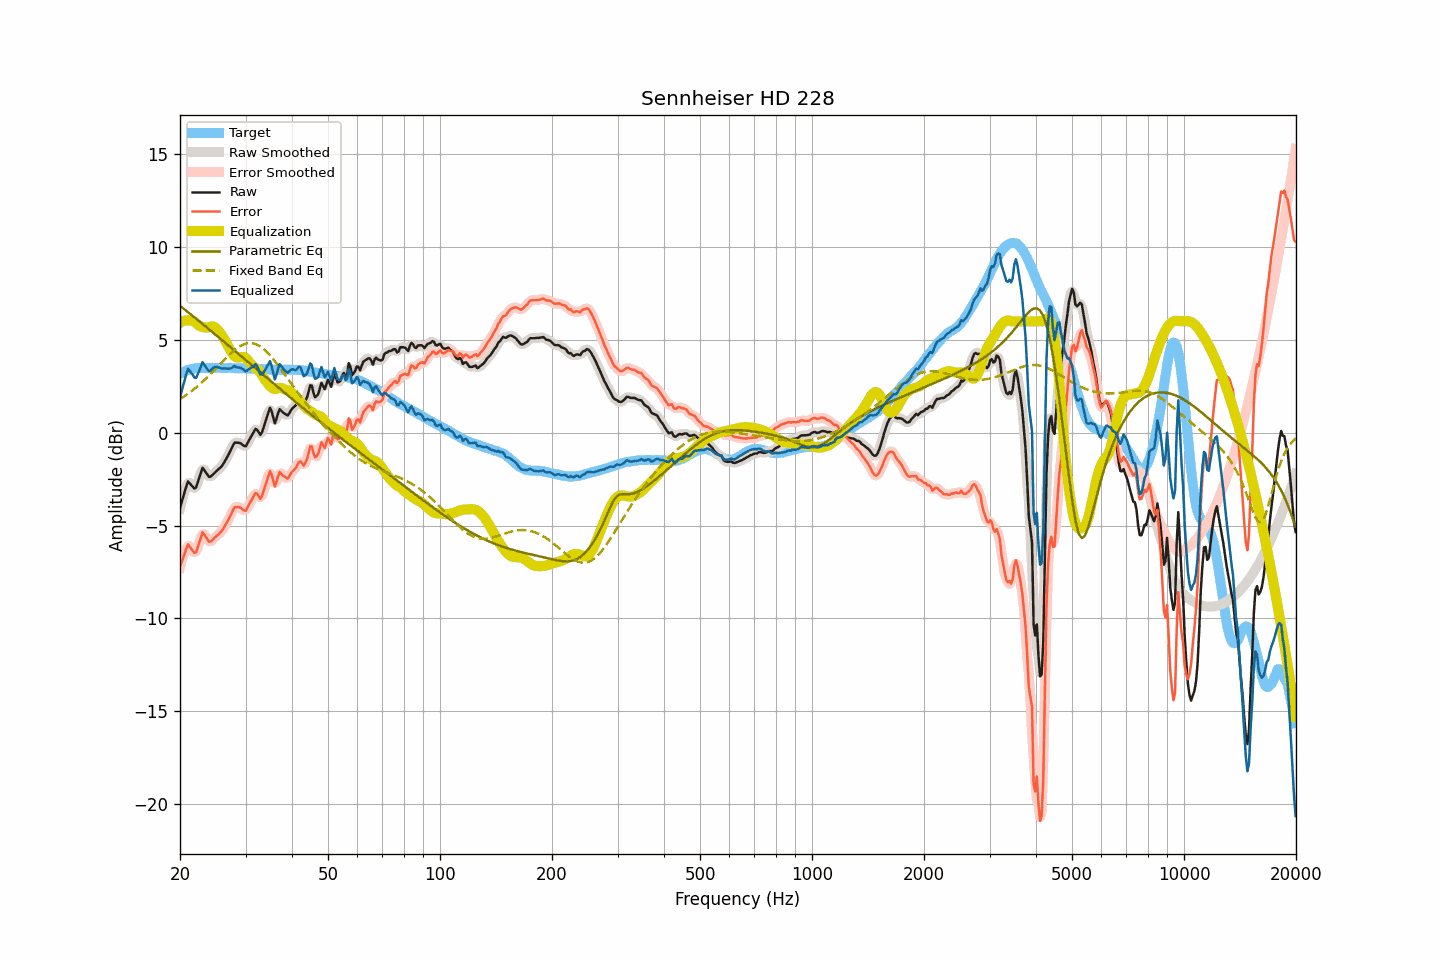 Sennheiser HD 228
Target
Raw Smoothed
Error Smoothed
Raw
Error
Equalization
Parametric Eq
Fixed Band Eq
Equalized
15
10
5
0
−5
−10
−15
−20
Amplitude (dBr)
20 50 100 200 500 1000 2000 5000 10000 20000
Frequency (Hz)